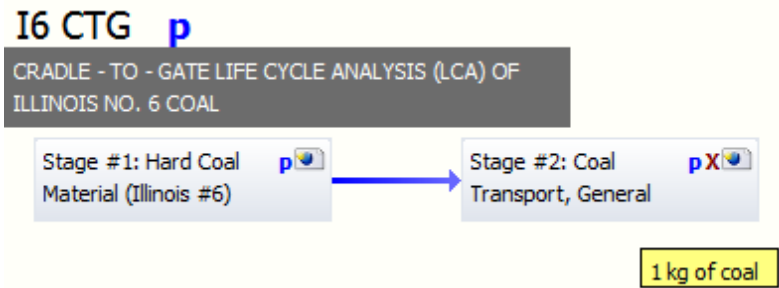 I6 CTG p
CRADLE - TO - GATE LIFE CYCLE ANALYSIS (LCA) OF
ILLINOIS NO. 6 COAL
Stage #1: Hard Coal p
Material (Illinois #6)
Stage #2: Coal p X
Transport, General
1 kg of coal